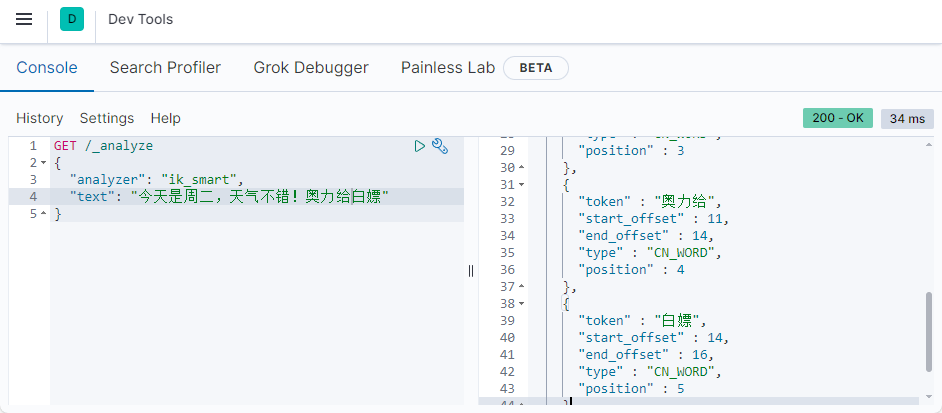 D Dev Tools
Console Search Profiler Grok Debugger Painless Lab BETA
History Settings Help 200 - OK 34 ms
1 GET /_analyze
2 {
3 "analyzer": "ik_smart",
4 "text": "今天是周二，天气不错！奥力给白嫖"
5 }
29 "position" : 3
30 },
31 {
32 "token" : "奥力给",
33 "start_offset" : 11,
34 "end_offset" : 14,
35 "type" : "CN_WORD",
36 "position" : 4
37 },
38 {
39 "token" : "白嫖",
40 "start_offset" : 14,
41 "end_offset" : 16,
42 "type" : "CN_WORD",
43 "position" : 5
44 }